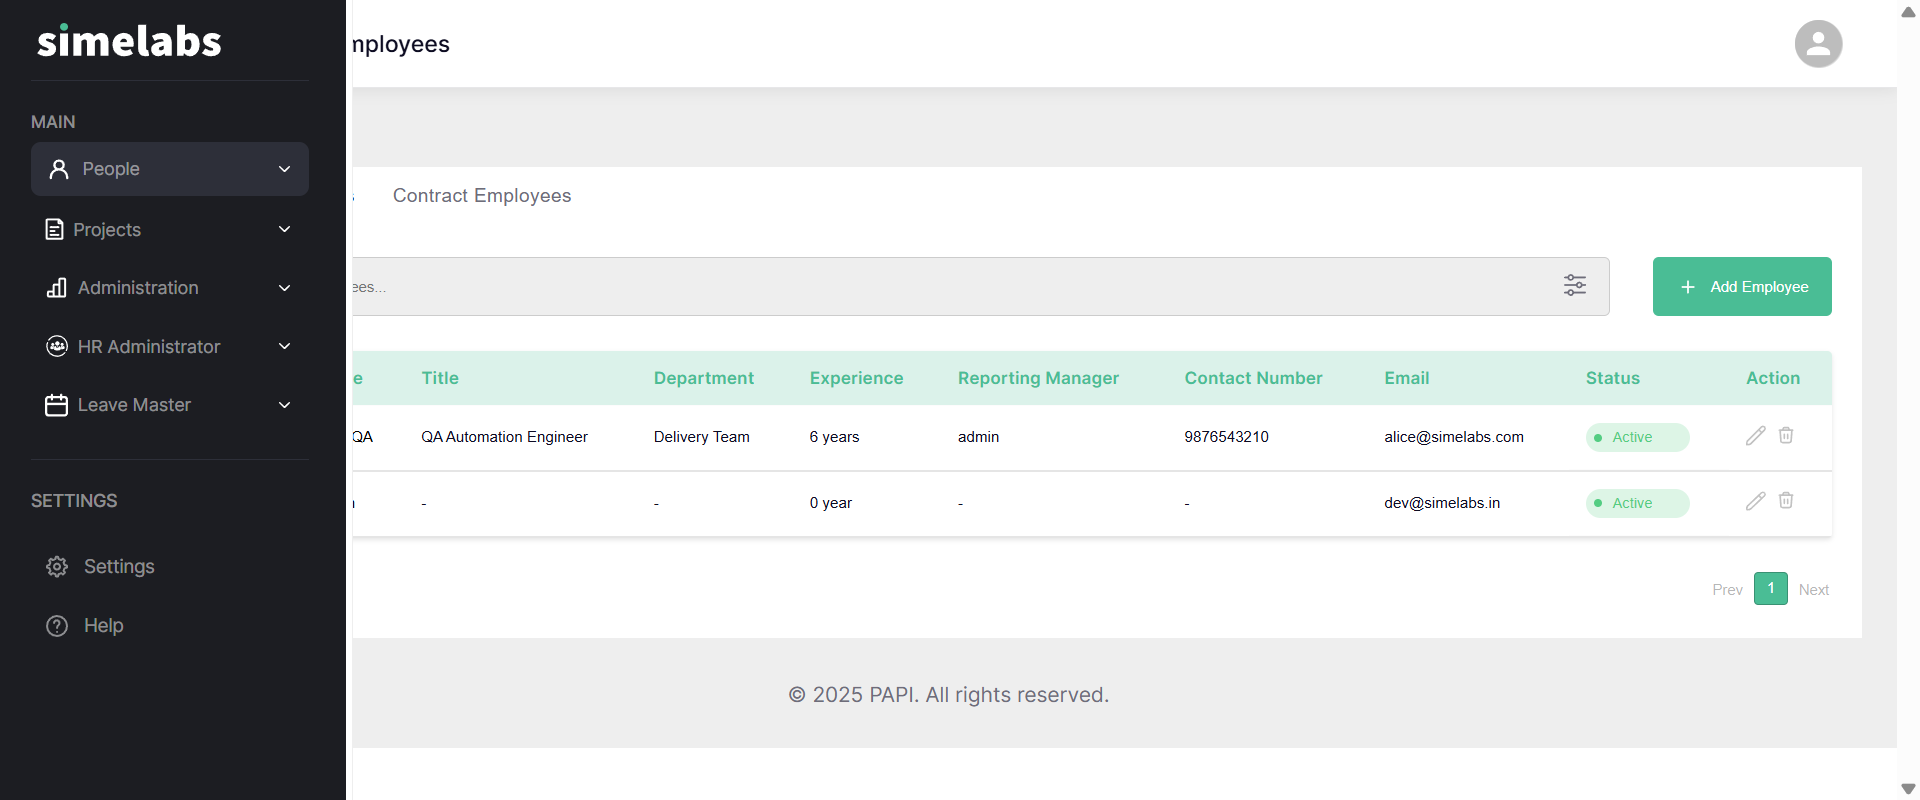 simelabs
mployees
MAIN
People
Projects
Administration
HR Administrator
Leave Master
SETTINGS
Settings
Help
Contract Employees
ees...
+ Add Employee
e Title Department Experience Reporting Manager Contact Number Email Status Action
QA QA Automation Engineer Delivery Team 6 years admin 9876543210 alice@simelabs.com Active
- - 0 year - - dev@simelabs.in Active
Prev 1 Next
© 2025 PAPI. All rights reserved.